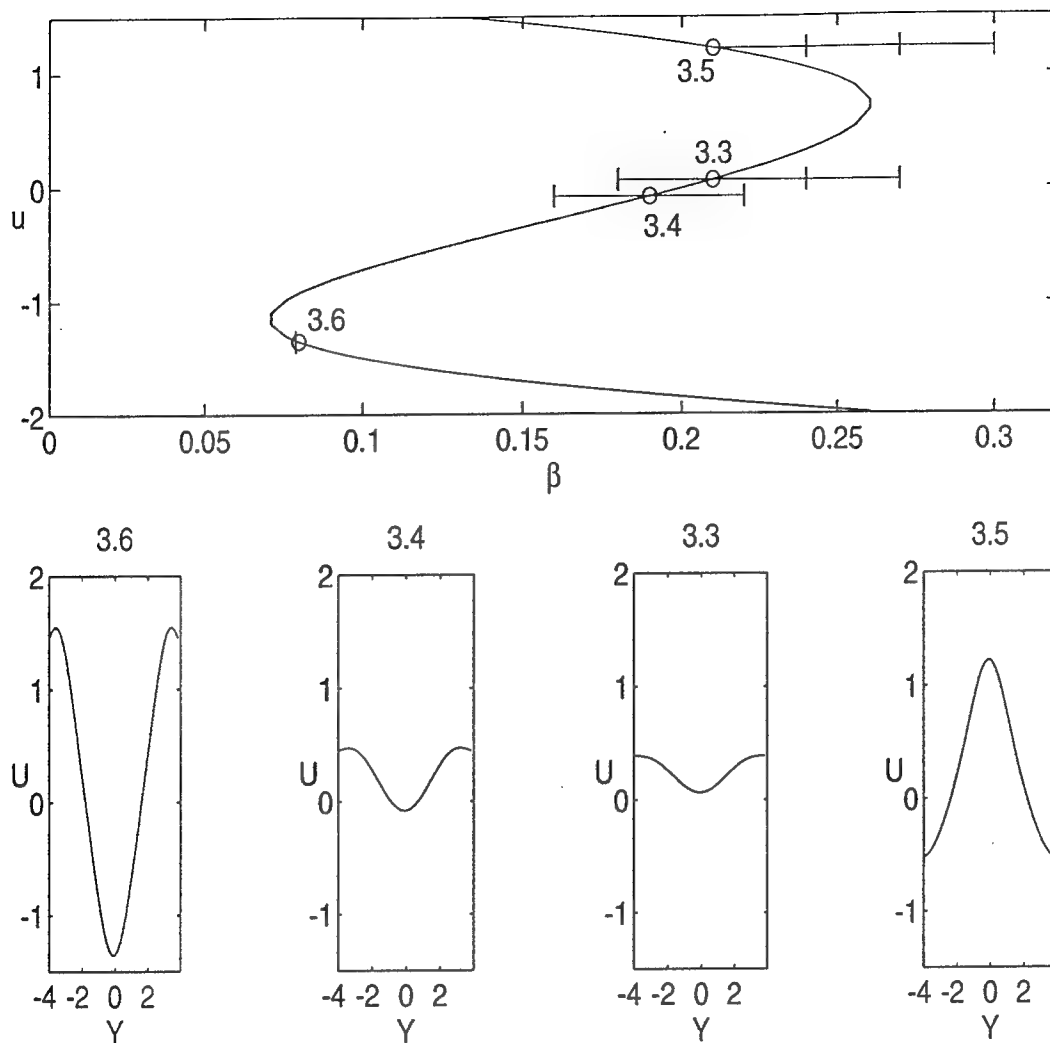 1
3.5
3.3
0
u
3.4
-1
3.6
-2
0 0.05 0.1 0.15 0.2 0.25 0.3
β
3.6 3.4 3.3 3.5
2 2 2 2
1 1 1 1
U U U U
0 0 0 0
-1 -1 -1 -1
-4 -2 0 2 -4 -2 0 2 -4 -2 0 2 -4 -2 0 2
Y Y Y Y